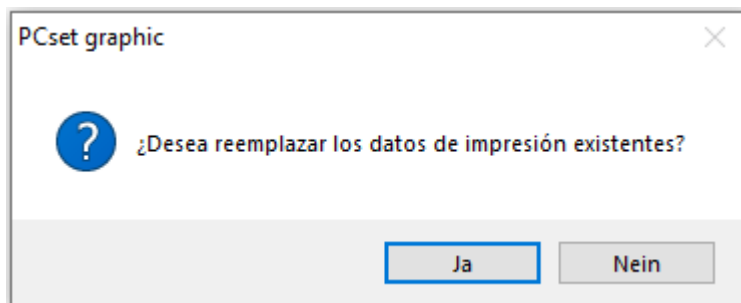 PCset graphic
¿Desea reemplazar los datos de impresión existentes?
Ja
Nein